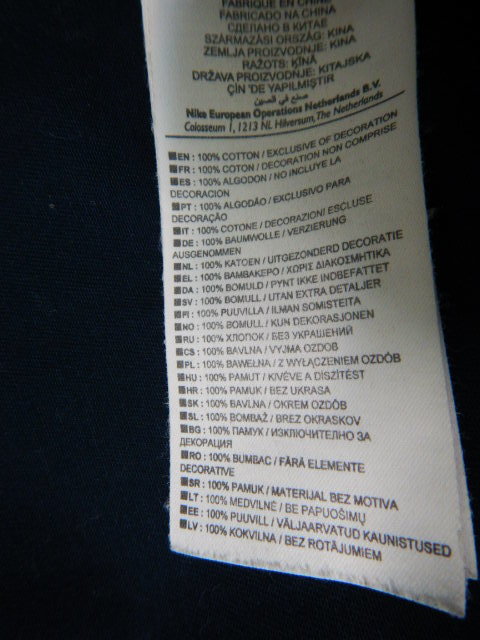 FABRIQUE EN CHINE
FABRICADO NA CHINA
СДЕЛАНО В КИТАЕ
SZÁRMAZÁSI ORSZÁG: KINA
ZEMLJA PROIZVODNJE: KINA
RAŽOTS: ĶĪNĀ
DRŽAVA PROIZVODNJE: KITAJSKA
ÇİN 'DE YAPILMIŞTIR
صنع في الصين
Nike European Operations Netherlands B.V.
Colosseum 1, 1213 NL Hilversum, The Netherlands
EN : 100% COTTON / EXCLUSIVE OF DECORATION
FR : 100% COTON / DECORATION NON COMPRISE
ES : 100% ALGODON / NO INCLUYE LA
DECORACION
PT : 100% ALGODÃO / EXCLUSIVO PARA
DECORAÇÃO
IT : 100% COTONE / DECORAZIONI ESCLUSE
DE : 100% BAUMWOLLE / VERZIERUNG
AUSGENOMMEN
NL : 100% KATOEN / UITGEZONDERD DECORATIE
EL : 100% ΒΑΜΒΑΚΕΡΟ / ΧΩΡΙΣ ΔΙΑΚΟΣΜΗΤΙΚΑ
DA : 100% BOMULD / PYNT IKKE INDBEFATTET
SV : 100% BOMULL / UTAN EXTRA DETALJER
FI : 100% PUUVILLA / ILMAN SOMISTEITA
NO : 100% BOMULL / KUN DEKORASJONEN
RU : 100% ХЛОПОК / БЕЗ УКРАШЕНИЙ
CS : 100% BAVLNA / VYJMA OZDOB
PL : 100% BAWEŁNA / Z WYŁĄCZENIEM OZDÓB
HU : 100% PAMUT / KIVÉVE A DÍSZÍTÉST
HR : 100% PAMUK / BEZ UKRASA
SK : 100% BAVLNA / OKREM OZDÔB
SL : 100% BOMBAŽ / BREZ OKRASKOV
BG : 100% ПАМУК / ИЗКЛЮЧИТЕЛНО ЗА
ДЕКОРАЦИЯ
RO : 100% BUMBAC / FĂRĂ ELEMENTE
DECORATIVE
SR : 100% PAMUK / MATERIJAL BEZ MOTIVA
LT : 100% MEDVILNĖ / BE PAPUOŠIMŲ
EE : 100% PUUVILL / VÄLJAARVATUD KAUNISTUSED
LV : 100% KOKVILNA / BEZ ROTĀJUMIEM